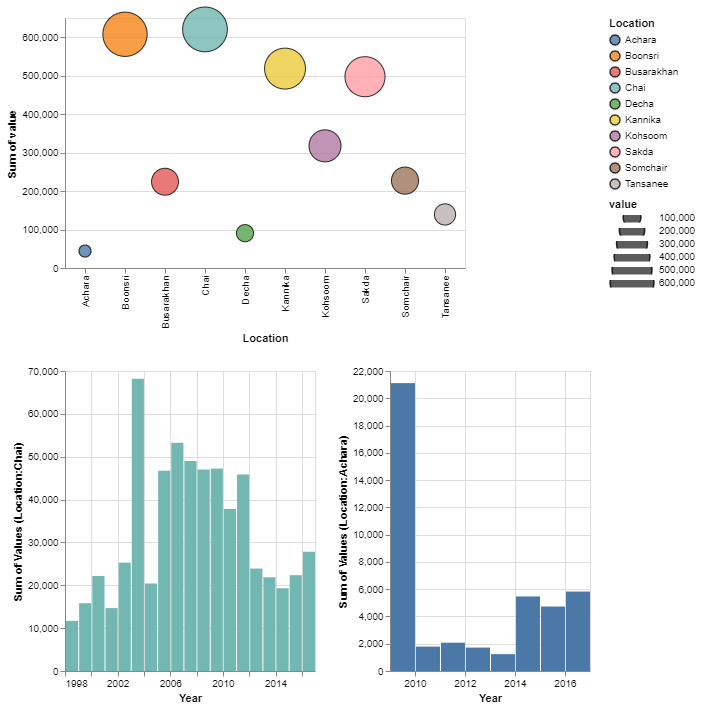 Sum of value
600,000
500,000
400,000
300,000
200,000
100,000
0
Achara
Boonsri
Busarakhan
Chai
Decha
Kannika
Kohsoom
Sakda
Somchair
Tansanee
Location
Location
Achara
Boonsri
Busarakhan
Chai
Decha
Kannika
Kohsoom
Sakda
Somchair
Tansanee
value
100,000
200,000
300,000
400,000
500,000
600,000
Sum of Values (Location:Chai)
70,000
60,000
50,000
40,000
30,000
20,000
10,000
0
1998 2002 2006 2010 2014
Year
Sum of Values (Location:Achara)
22,000
20,000
18,000
16,000
14,000
12,000
10,000
8,000
6,000
4,000
2,000
0
2010 2012 2014 2016
Year